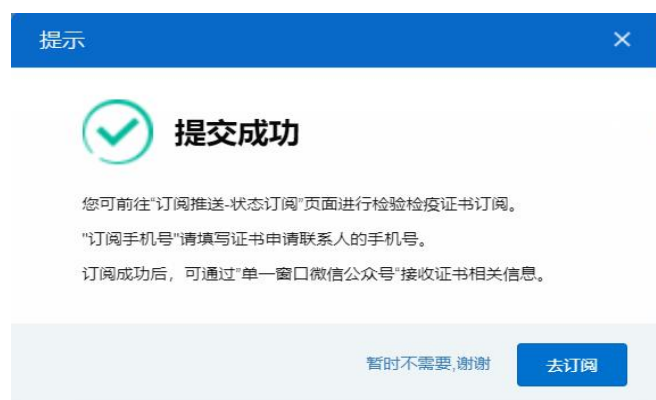 提示
提交成功
您可前往"订阅推送-状态订阅"页面进行检验检疫证书订阅。
"订阅手机号"请填写证书申请联系人的手机号。
订阅成功后，可通过"单一窗口微信公众号"接收证书相关信息。
暂时不需要,谢谢
去订阅